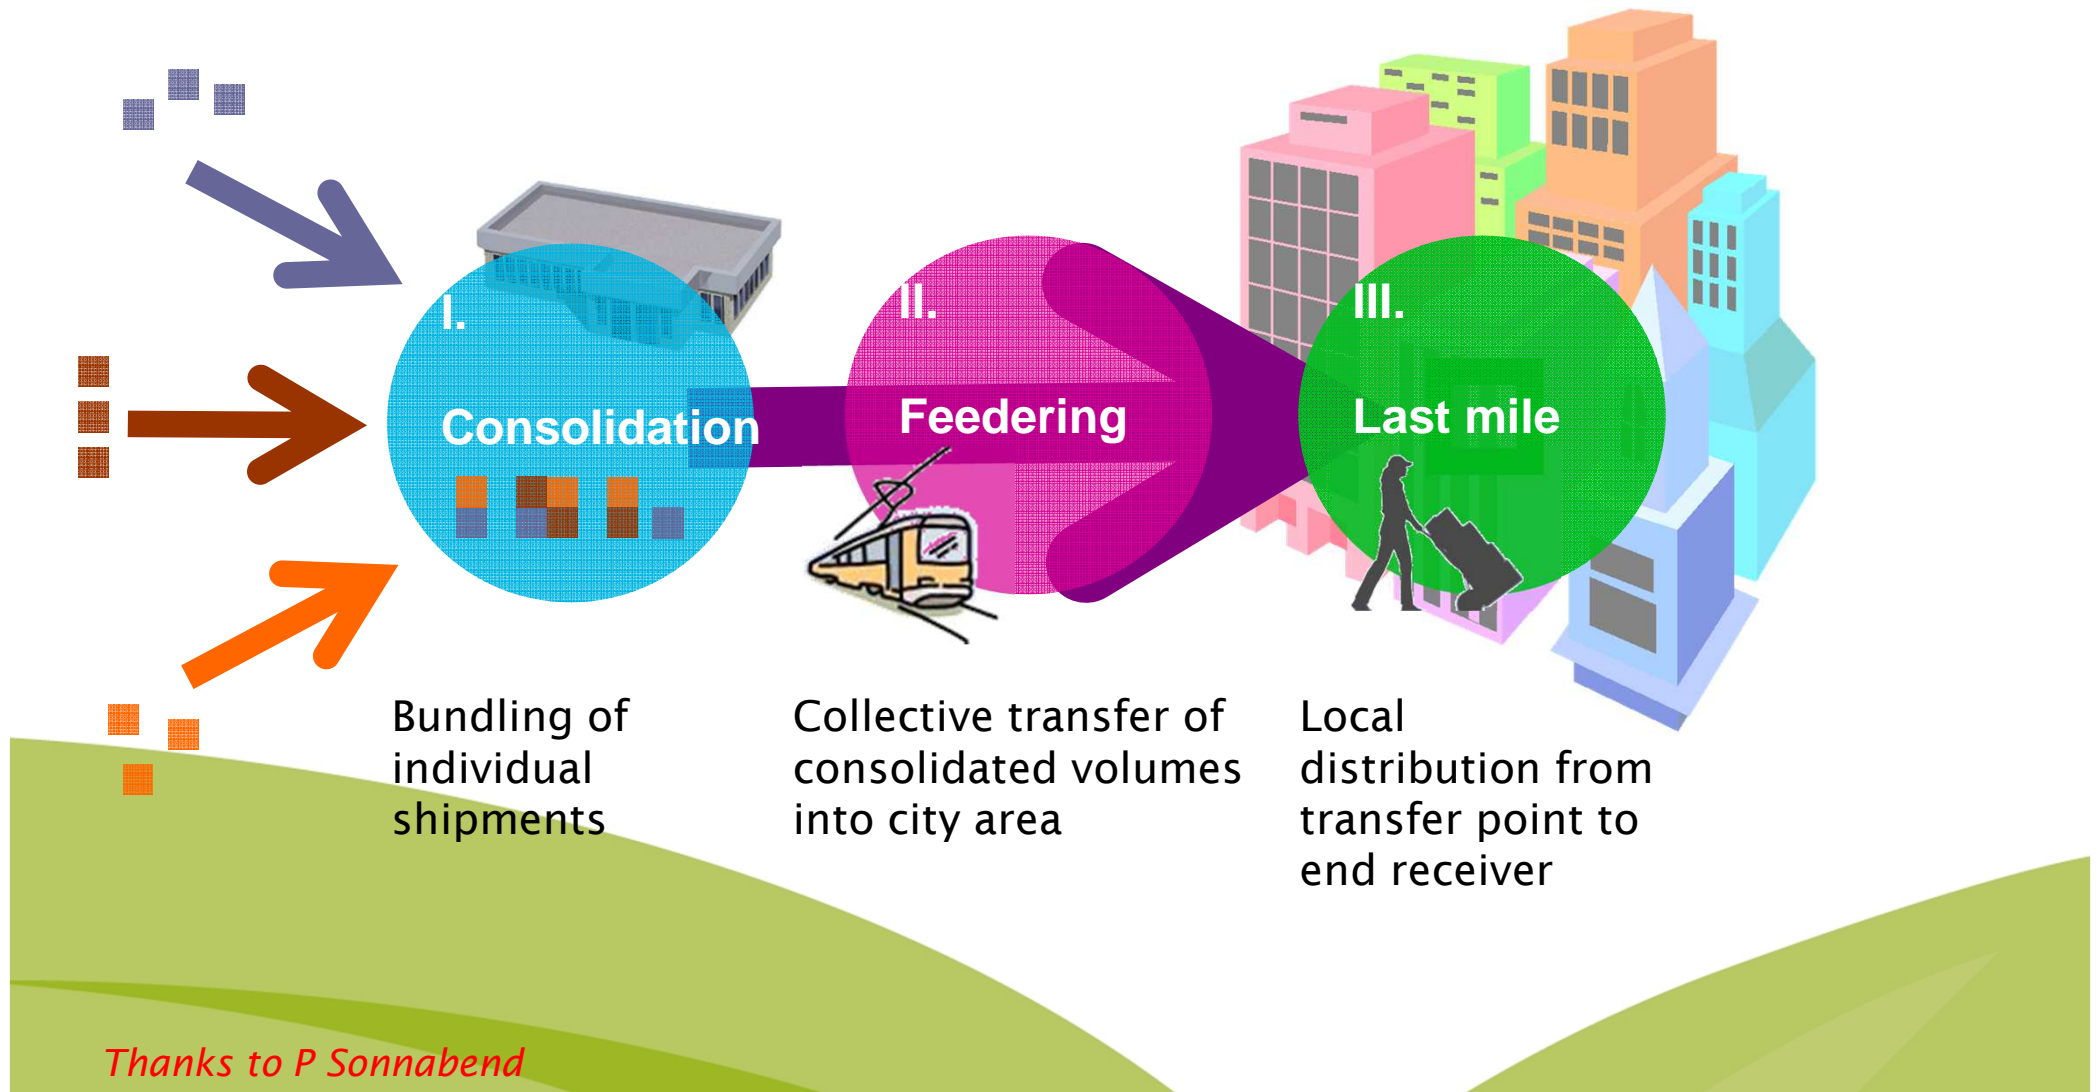 I.
Consolidation
Bundling of
individual
shipments
II.
Feedering
Collective transfer of
consolidated volumes
into city area
III.
Last mile
Local
distribution from
transfer point to
end receiver
Thanks to P Sonnabend